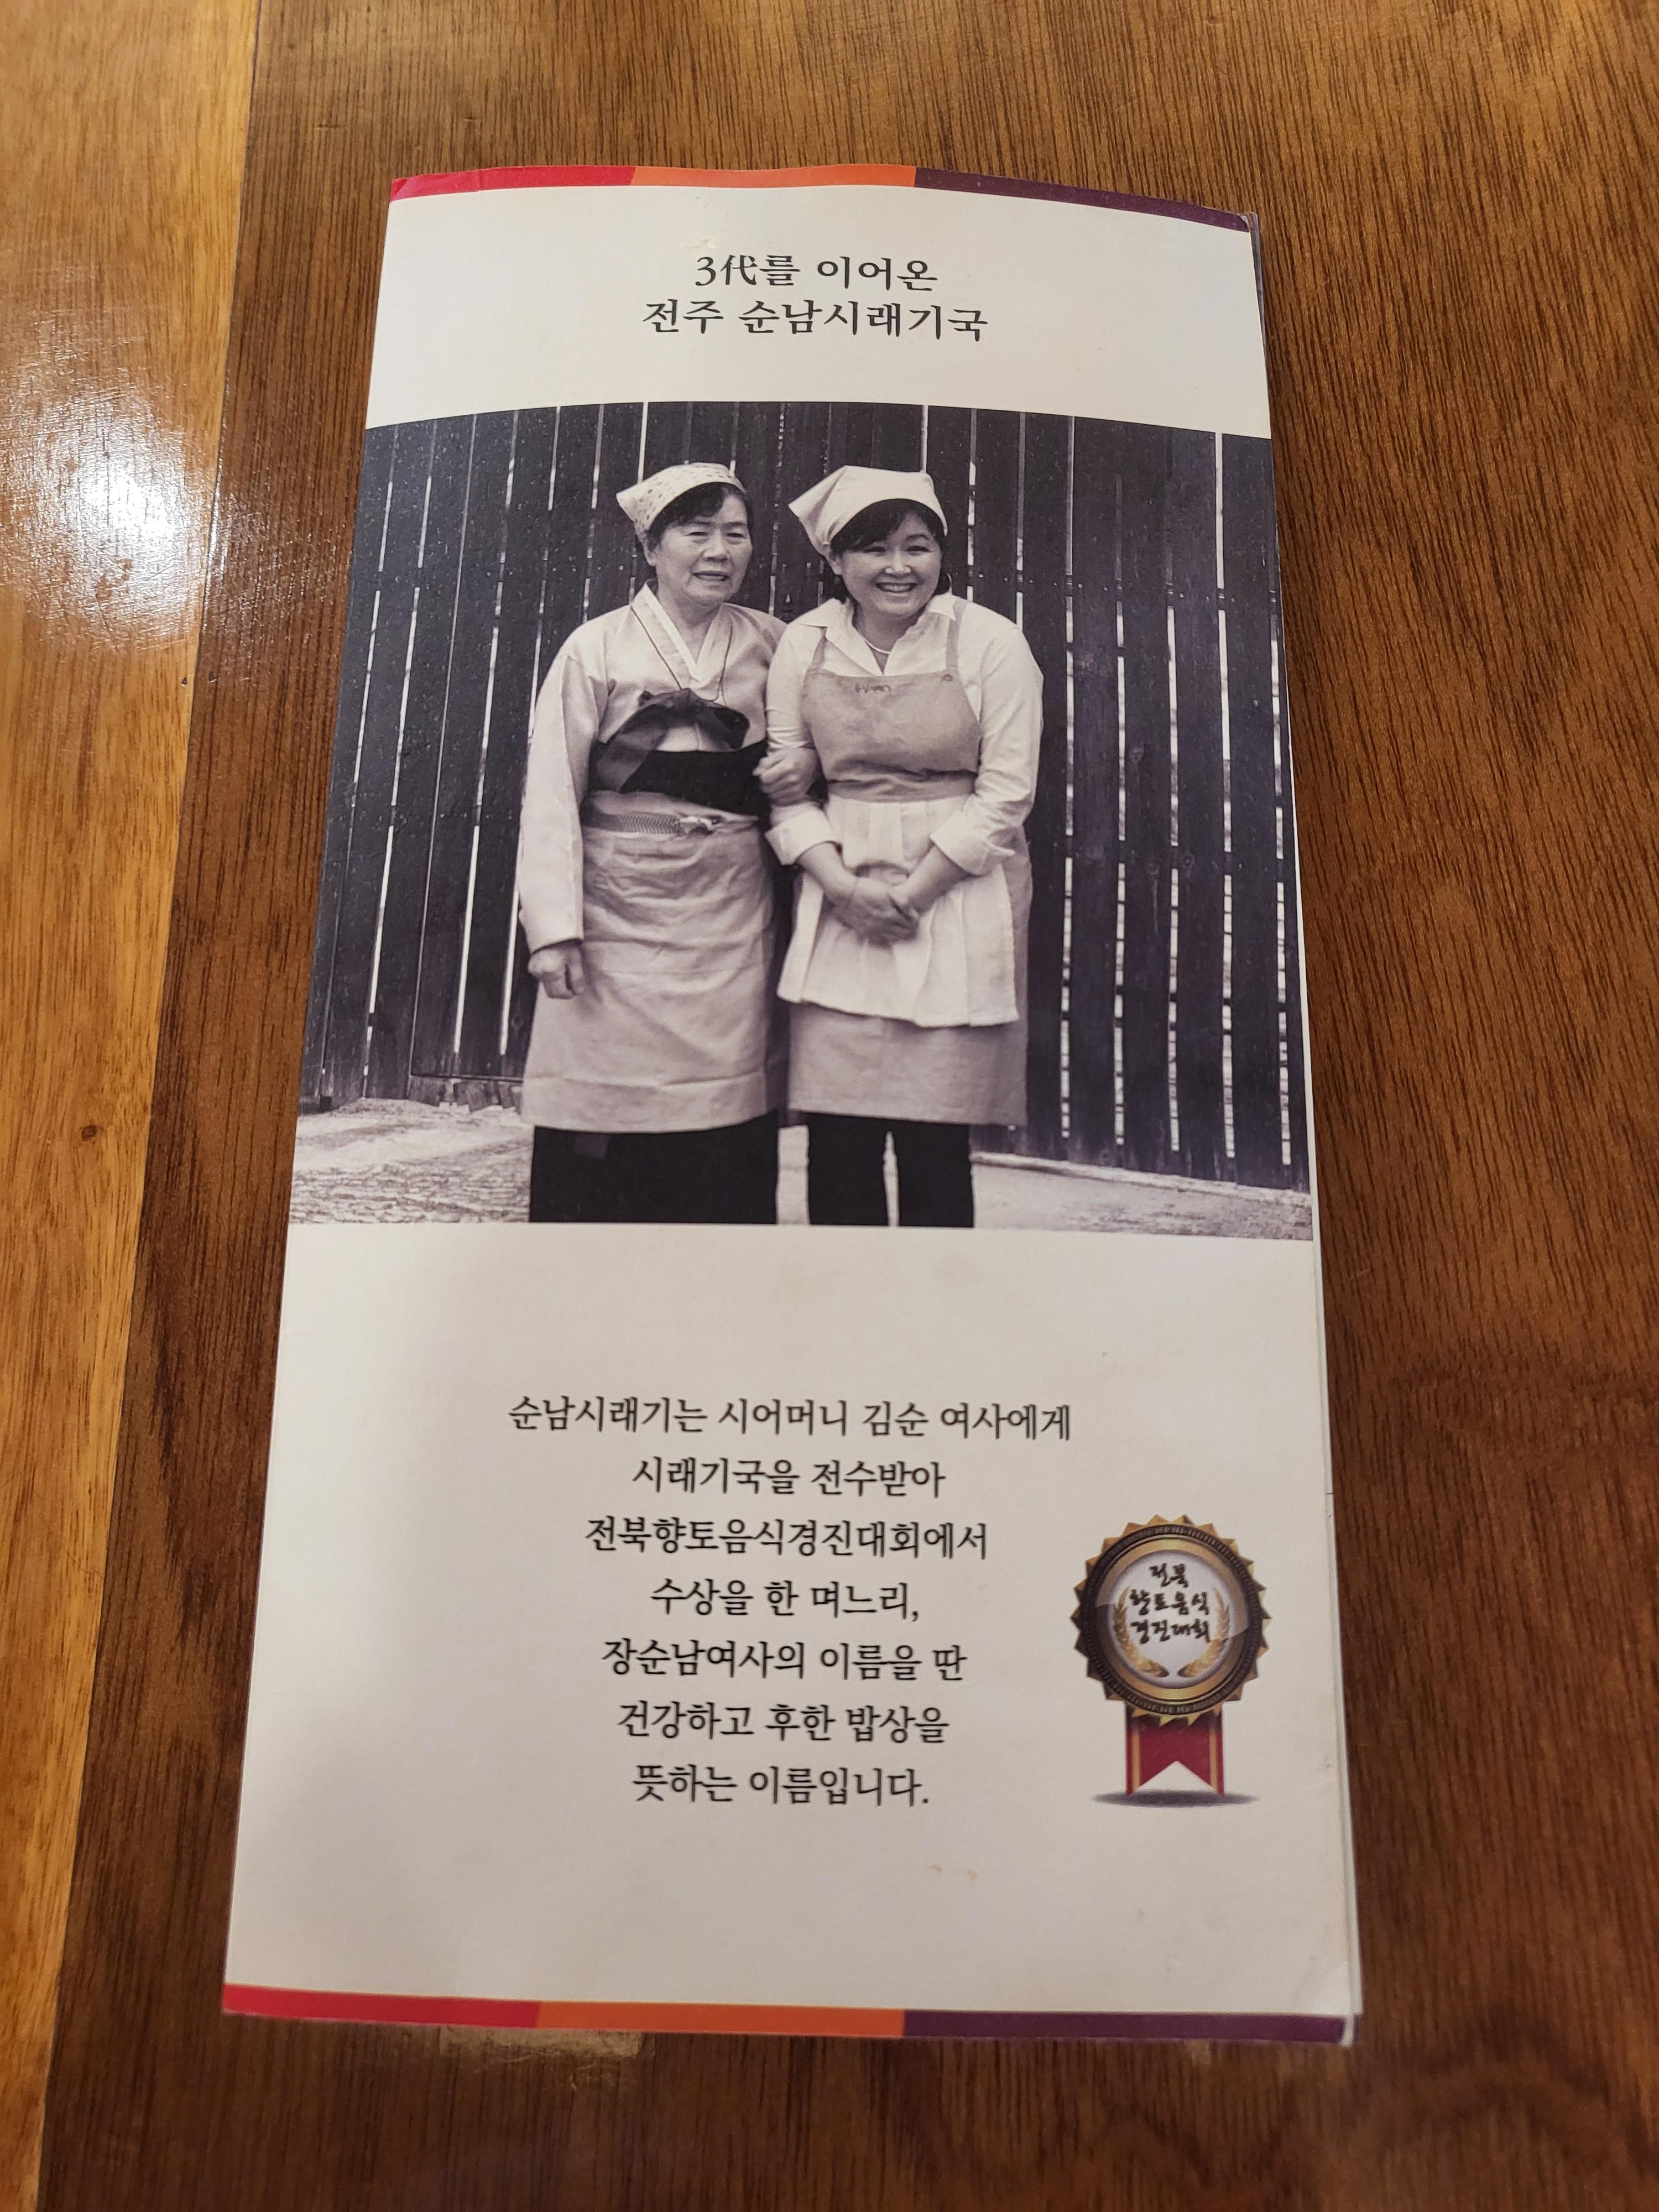 3代를 이어온
전주 순남시래기국
순남시래기는 시어머니 김순 여사에게
시래기국을 전수받아
전북향토음식경진대회에서
수상을 한 며느리,
장순남여사의 이름을 딴
건강하고 후한 밥상을
뜻하는 이름입니다.
전북
향토음식
경진대회